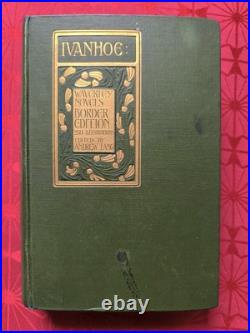 IVANHOE:
WAVERLEY
NOVELS
BORDER
EDITION
250 ILLUSTRATIONS
EDITED BY
ANDREW LANG